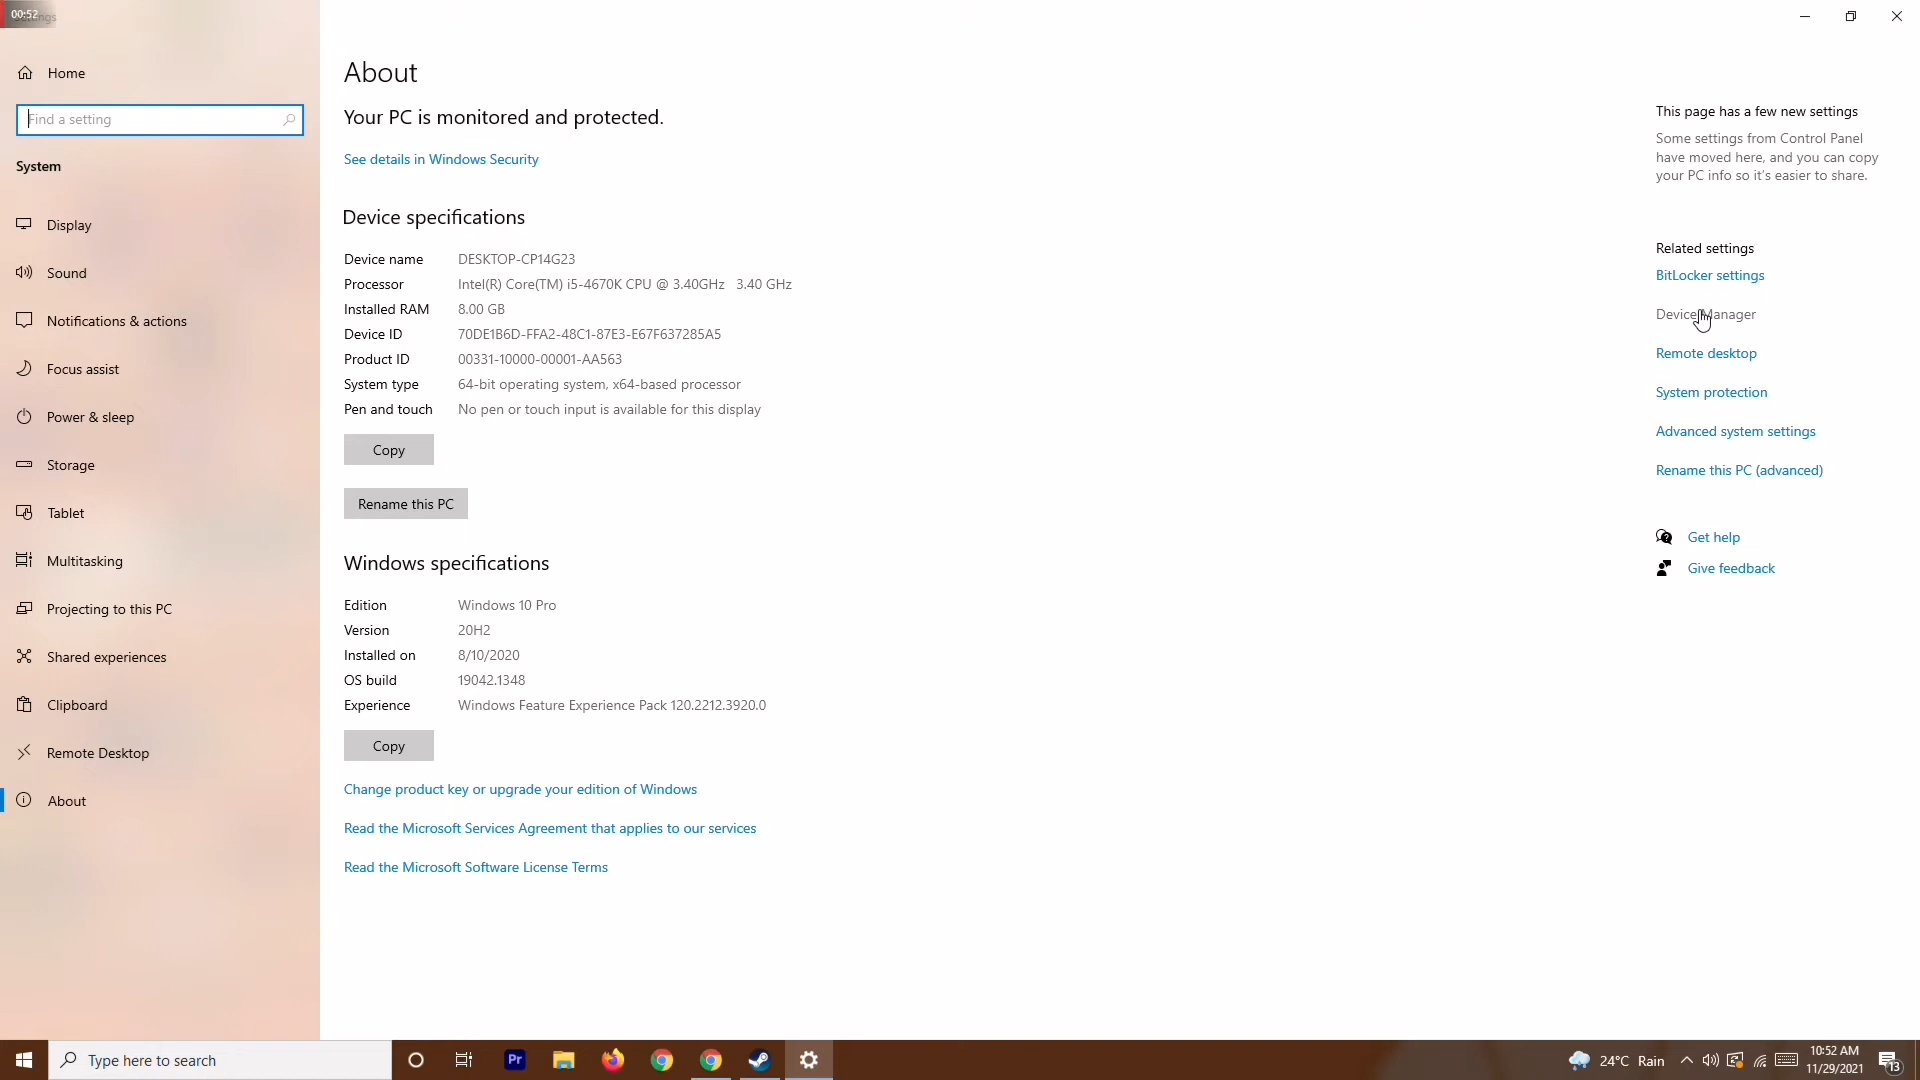 00:52
Settings
Home
Find a setting
System
Display
Sound
Notifications & actions
Focus assist
Power & sleep
Storage
Tablet
Multitasking
Projecting to this PC
Shared experiences
Clipboard
Remote Desktop
About
About
Your PC is monitored and protected.
See details in Windows Security
Device specifications
Device name DESKTOP-CP14G23
Processor Intel(R) Core(TM) i5-4670K CPU @ 3.40GHz 3.40 GHz
Installed RAM 8.00 GB
Device ID 70DE1B6D-FFA2-48C1-87E3-E67F637285A5
Product ID 00331-10000-00001-AA563
System type 64-bit operating system, x64-based processor
Pen and touch No pen or touch input is available for this display
Copy
Rename this PC
Windows specifications
Edition Windows 10 Pro
Version 20H2
Installed on 8/10/2020
OS build 19042.1348
Experience Windows Feature Experience Pack 120.2212.3920.0
Copy
Change product key or upgrade your edition of Windows
Read the Microsoft Services Agreement that applies to our services
Read the Microsoft Software License Terms
This page has a few new settings
Some settings from Control Panel
have moved here, and you can copy
your PC info so it's easier to share.
Related settings
BitLocker settings
Device Manager
Remote desktop
System protection
Advanced system settings
Rename this PC (advanced)
Get help
Give feedback
Type here to search
Pr
24°C Rain
10:52 AM
11/29/2021
13